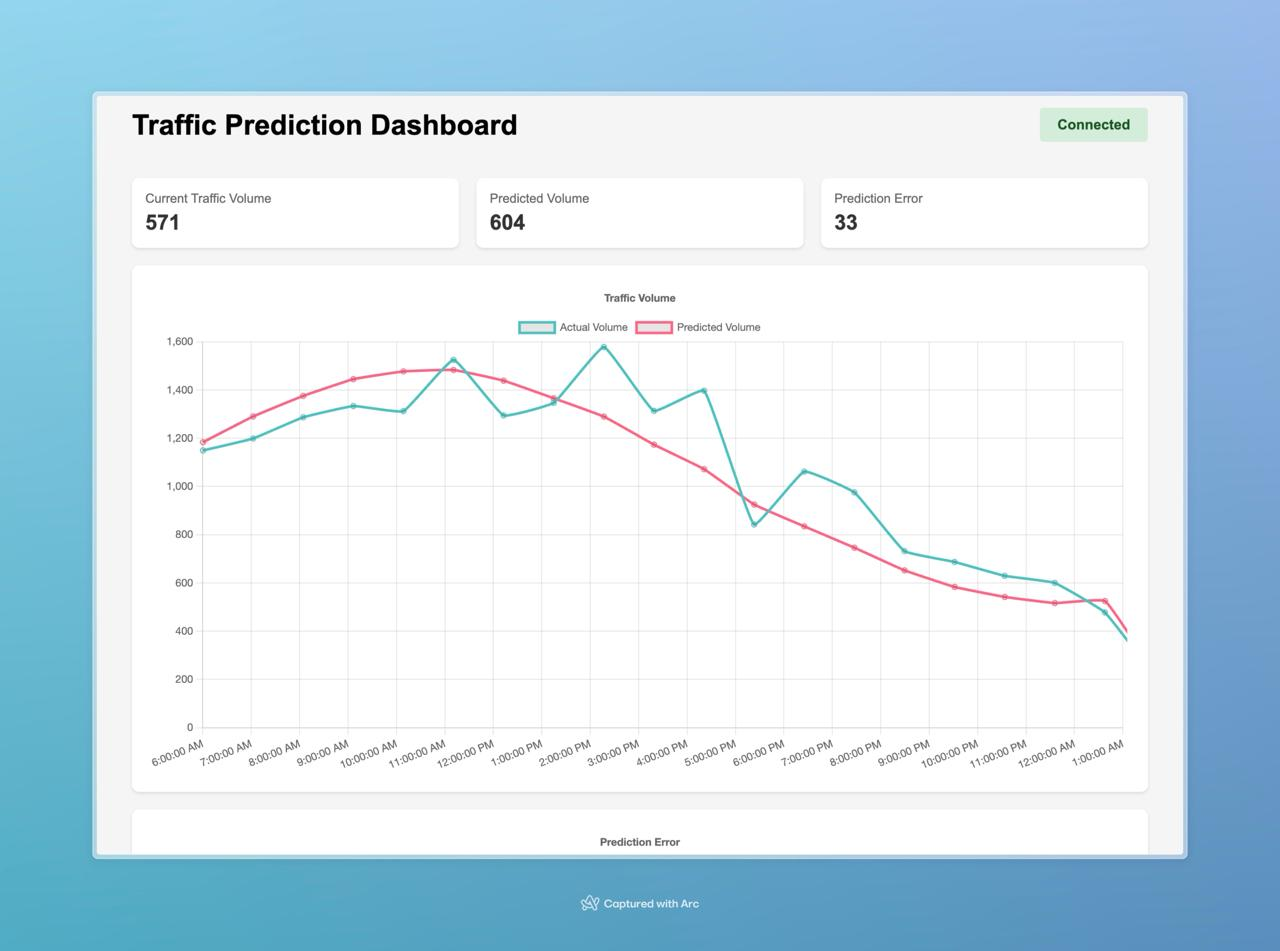 Traffic Prediction Dashboard
Connected
Current Traffic Volume
571
Predicted Volume
604
Prediction Error
33
Traffic Volume
Actual Volume
Predicted Volume
1,600
1,400
1,200
1,000
800
600
400
200
0
6:00:00 AM
7:00:00 AM
8:00:00 AM
9:00:00 AM
10:00:00 AM
11:00:00 AM
12:00:00 PM
1:00:00 PM
2:00:00 PM
3:00:00 PM
4:00:00 PM
5:00:00 PM
6:00:00 PM
7:00:00 PM
8:00:00 PM
9:00:00 PM
10:00:00 PM
11:00:00 PM
12:00:00 AM
1:00:00 AM
Prediction Error
Captured with Arc